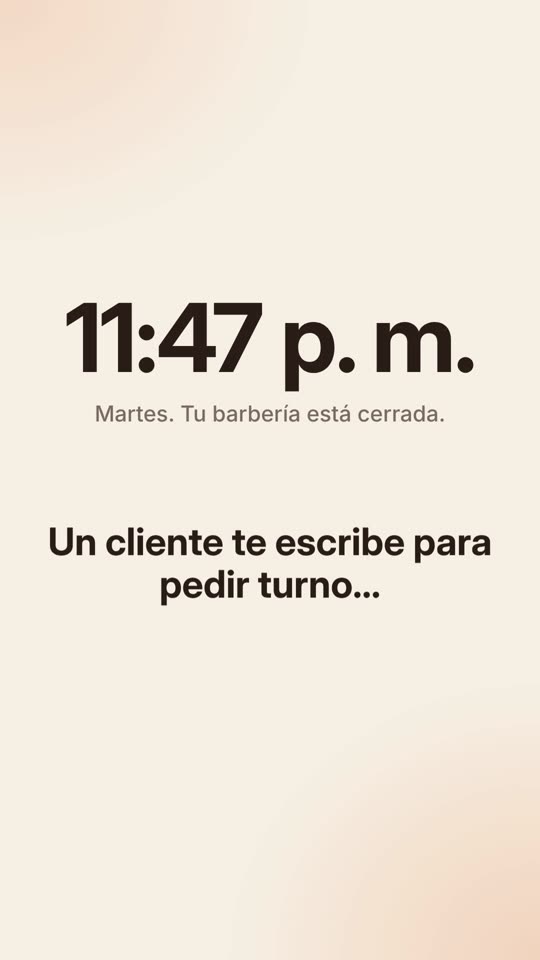 11:47 p. m.
Martes. Tu barbería está cerrada.
Un cliente te escribe para
pedir turno...